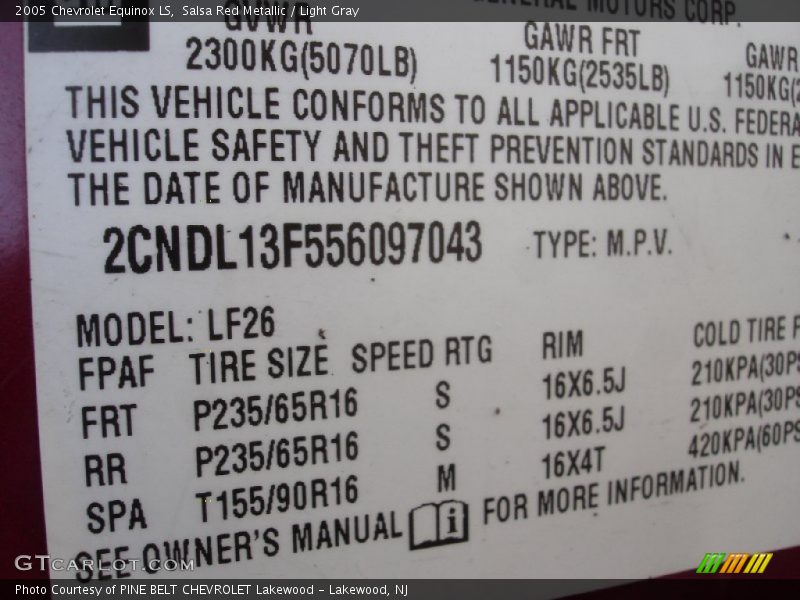 2005 Chevrolet Equinox LS, Salsa Red Metallic / Light Gray
GENERAL MOTORS CORP.
GVWR GAWR FRT GAWR
2300KG(5070LB) 1150KG(2535LB) 1150KG(2
THIS VEHICLE CONFORMS TO ALL APPLICABLE U.S. FEDERA
VEHICLE SAFETY AND THEFT PREVENTION STANDARDS IN E
THE DATE OF MANUFACTURE SHOWN ABOVE.
2CNDL13F556097043 TYPE: M.P.V.
MODEL: LF26
FPAF TIRE SIZE SPEED RTG RIM COLD TIRE P
FRT P235/65R16 S 16X6.5J 210KPA(30PS
RR P235/65R16 S 16X6.5J 210KPA(30PS
SPA T155/90R16 M 16X4T 420KPA(60PS
SEE OWNER'S MANUAL FOR MORE INFORMATION.
GTCarLot.com
Photo Courtesy of PINE BELT CHEVROLET Lakewood - Lakewood, NJ